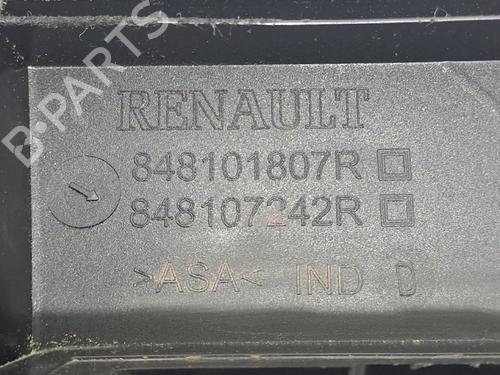 B-PARTS
RENAULT
848101807R
848107242R
>ASA< IND D